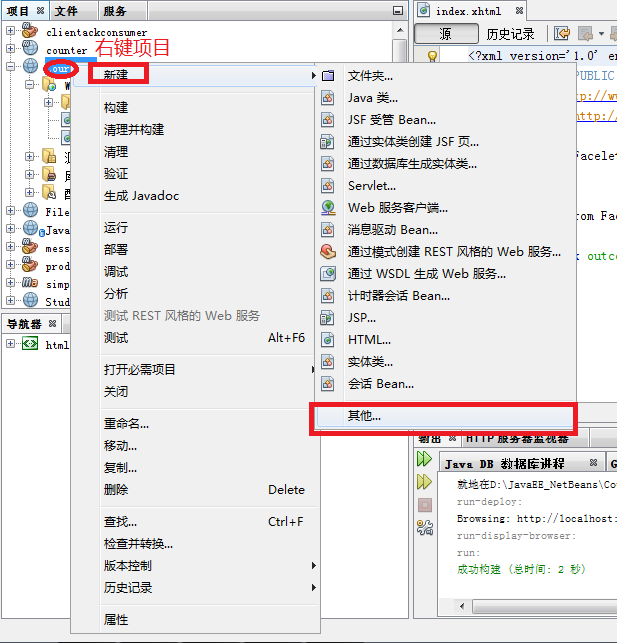 项目
文件
服务
clientackconsumer
counter
右键项目
新建
构建
清理并构建
清理
验证
生成 Javadoc
运行
部署
调试
分析
测试 REST 风格的 Web 服务
测试 Alt+F6
打开必需项目
关闭
重命名...
移动...
复制...
删除 Delete
查找... Ctrl+F
检查并转换...
版本控制
历史记录
属性
文件夹...
Java 类...
JSF 受管 Bean...
通过实体类创建 JSF 页...
通过数据库生成实体类...
Servlet...
Web 服务客户端...
消息驱动 Bean...
通过模式创建 REST 风格的 Web 服务...
通过 WSDL 生成 Web 服务...
计时器会话 Bean...
JSP...
HTML...
实体类...
会话 Bean...
其他...
File
Java
mess
prod
simp
Stud
导航器
html
index.xhtml
源 历史记录
<?xml version='1.0' en
PUBLIC
tp://ww
http://
Facelet
rom Fac
k outco
输出 HTTP 服务器监视器
Java DB 数据库进程
就地在D:\JavaEE_NetBeans\Co
run-deploy:
Browsing: http://localhost:
run-display-browser:
run:
成功构建 (总时间: 2 秒)